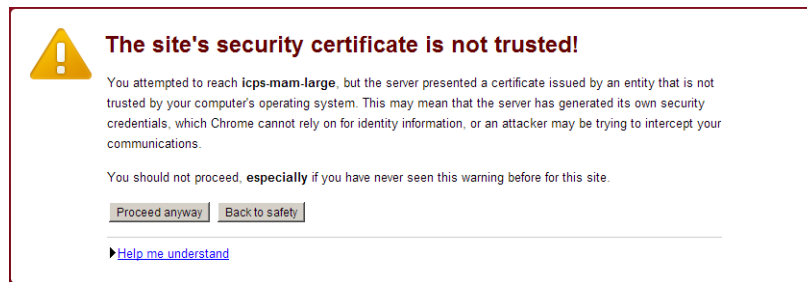 The site's security certificate is not trusted!
You attempted to reach icps-mam-large, but the server presented a certificate issued by an entity that is not
trusted by your computer's operating system. This may mean that the server has generated its own security
credentials, which Chrome cannot rely on for identity information, or an attacker may be trying to intercept your
communications.
You should not proceed, especially if you have never seen this warning before for this site.
Proceed anyway Back to safety
Help me understand